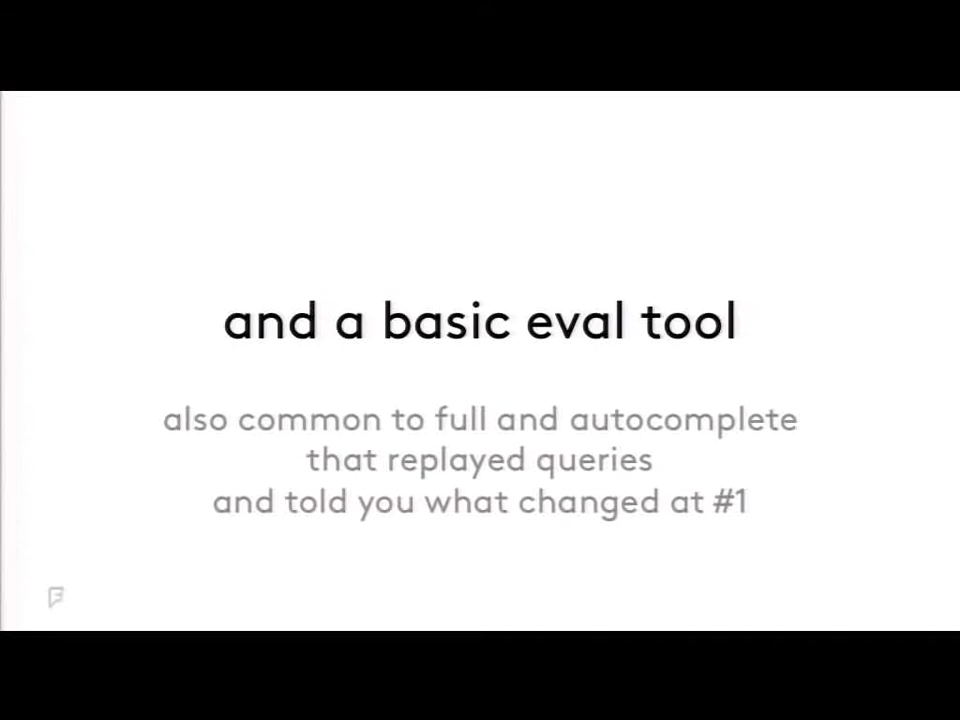 and a basic eval tool
also common to full and autocomplete
that replayed queries
and told you what changed at #1